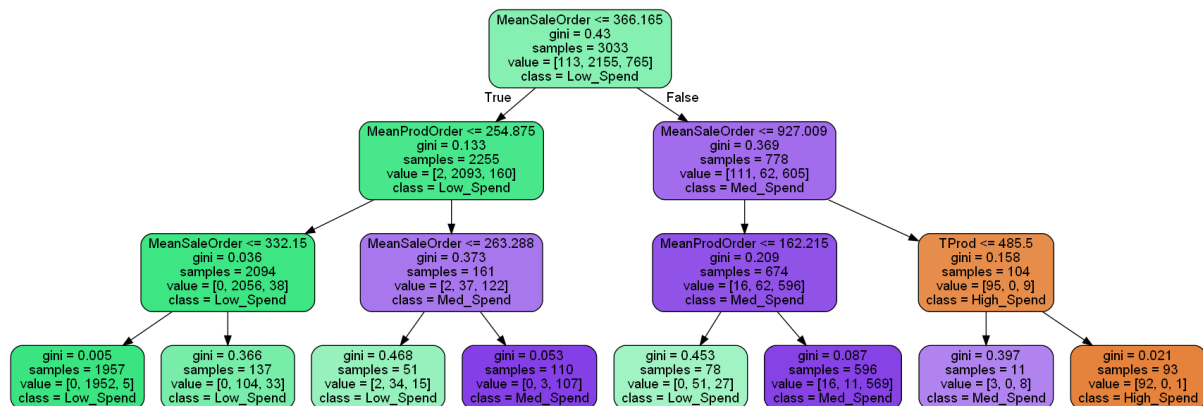 MeanSaleOrder <= 366.165
gini = 0.43
samples = 3033
value = [113, 2155, 765]
class = Low_Spend
True
False
MeanProdOrder <= 254.875
gini = 0.133
samples = 2255
value = [2, 2093, 160]
class = Low_Spend
MeanSaleOrder <= 927.009
gini = 0.369
samples = 778
value = [111, 62, 605]
class = Med_Spend
MeanSaleOrder <= 332.15
gini = 0.036
samples = 2094
value = [0, 2056, 38]
class = Low_Spend
MeanSaleOrder <= 263.288
gini = 0.373
samples = 161
value = [2, 37, 122]
class = Med_Spend
MeanProdOrder <= 162.215
gini = 0.209
samples = 674
value = [16, 62, 596]
class = Med_Spend
TProd <= 485.5
gini = 0.158
samples = 104
value = [95, 0, 9]
class = High_Spend
gini = 0.005
samples = 1957
value = [0, 1952, 5]
class = Low_Spend
gini = 0.366
samples = 137
value = [0, 104, 33]
class = Low_Spend
gini = 0.468
samples = 51
value = [2, 34, 15]
class = Low_Spend
gini = 0.053
samples = 110
value = [0, 3, 107]
class = Med_Spend
gini = 0.453
samples = 78
value = [0, 51, 27]
class = Low_Spend
gini = 0.087
samples = 596
value = [16, 11, 569]
class = Med_Spend
gini = 0.397
samples = 11
value = [3, 0, 8]
class = Med_Spend
gini = 0.021
samples = 93
value = [92, 0, 1]
class = High_Spend